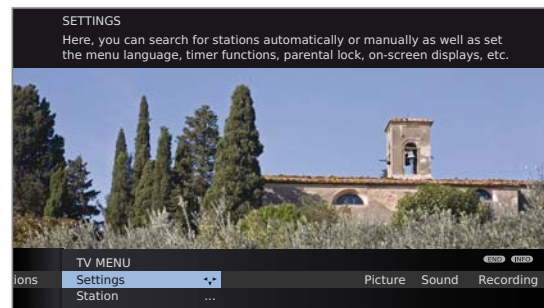 SETTINGS
Here, you can search for stations automatically or manually as well as set
the menu language, timer functions, parental lock, on-screen displays, etc.
TV MENU END INFO
ions Settings Picture Sound Recording
Station ...